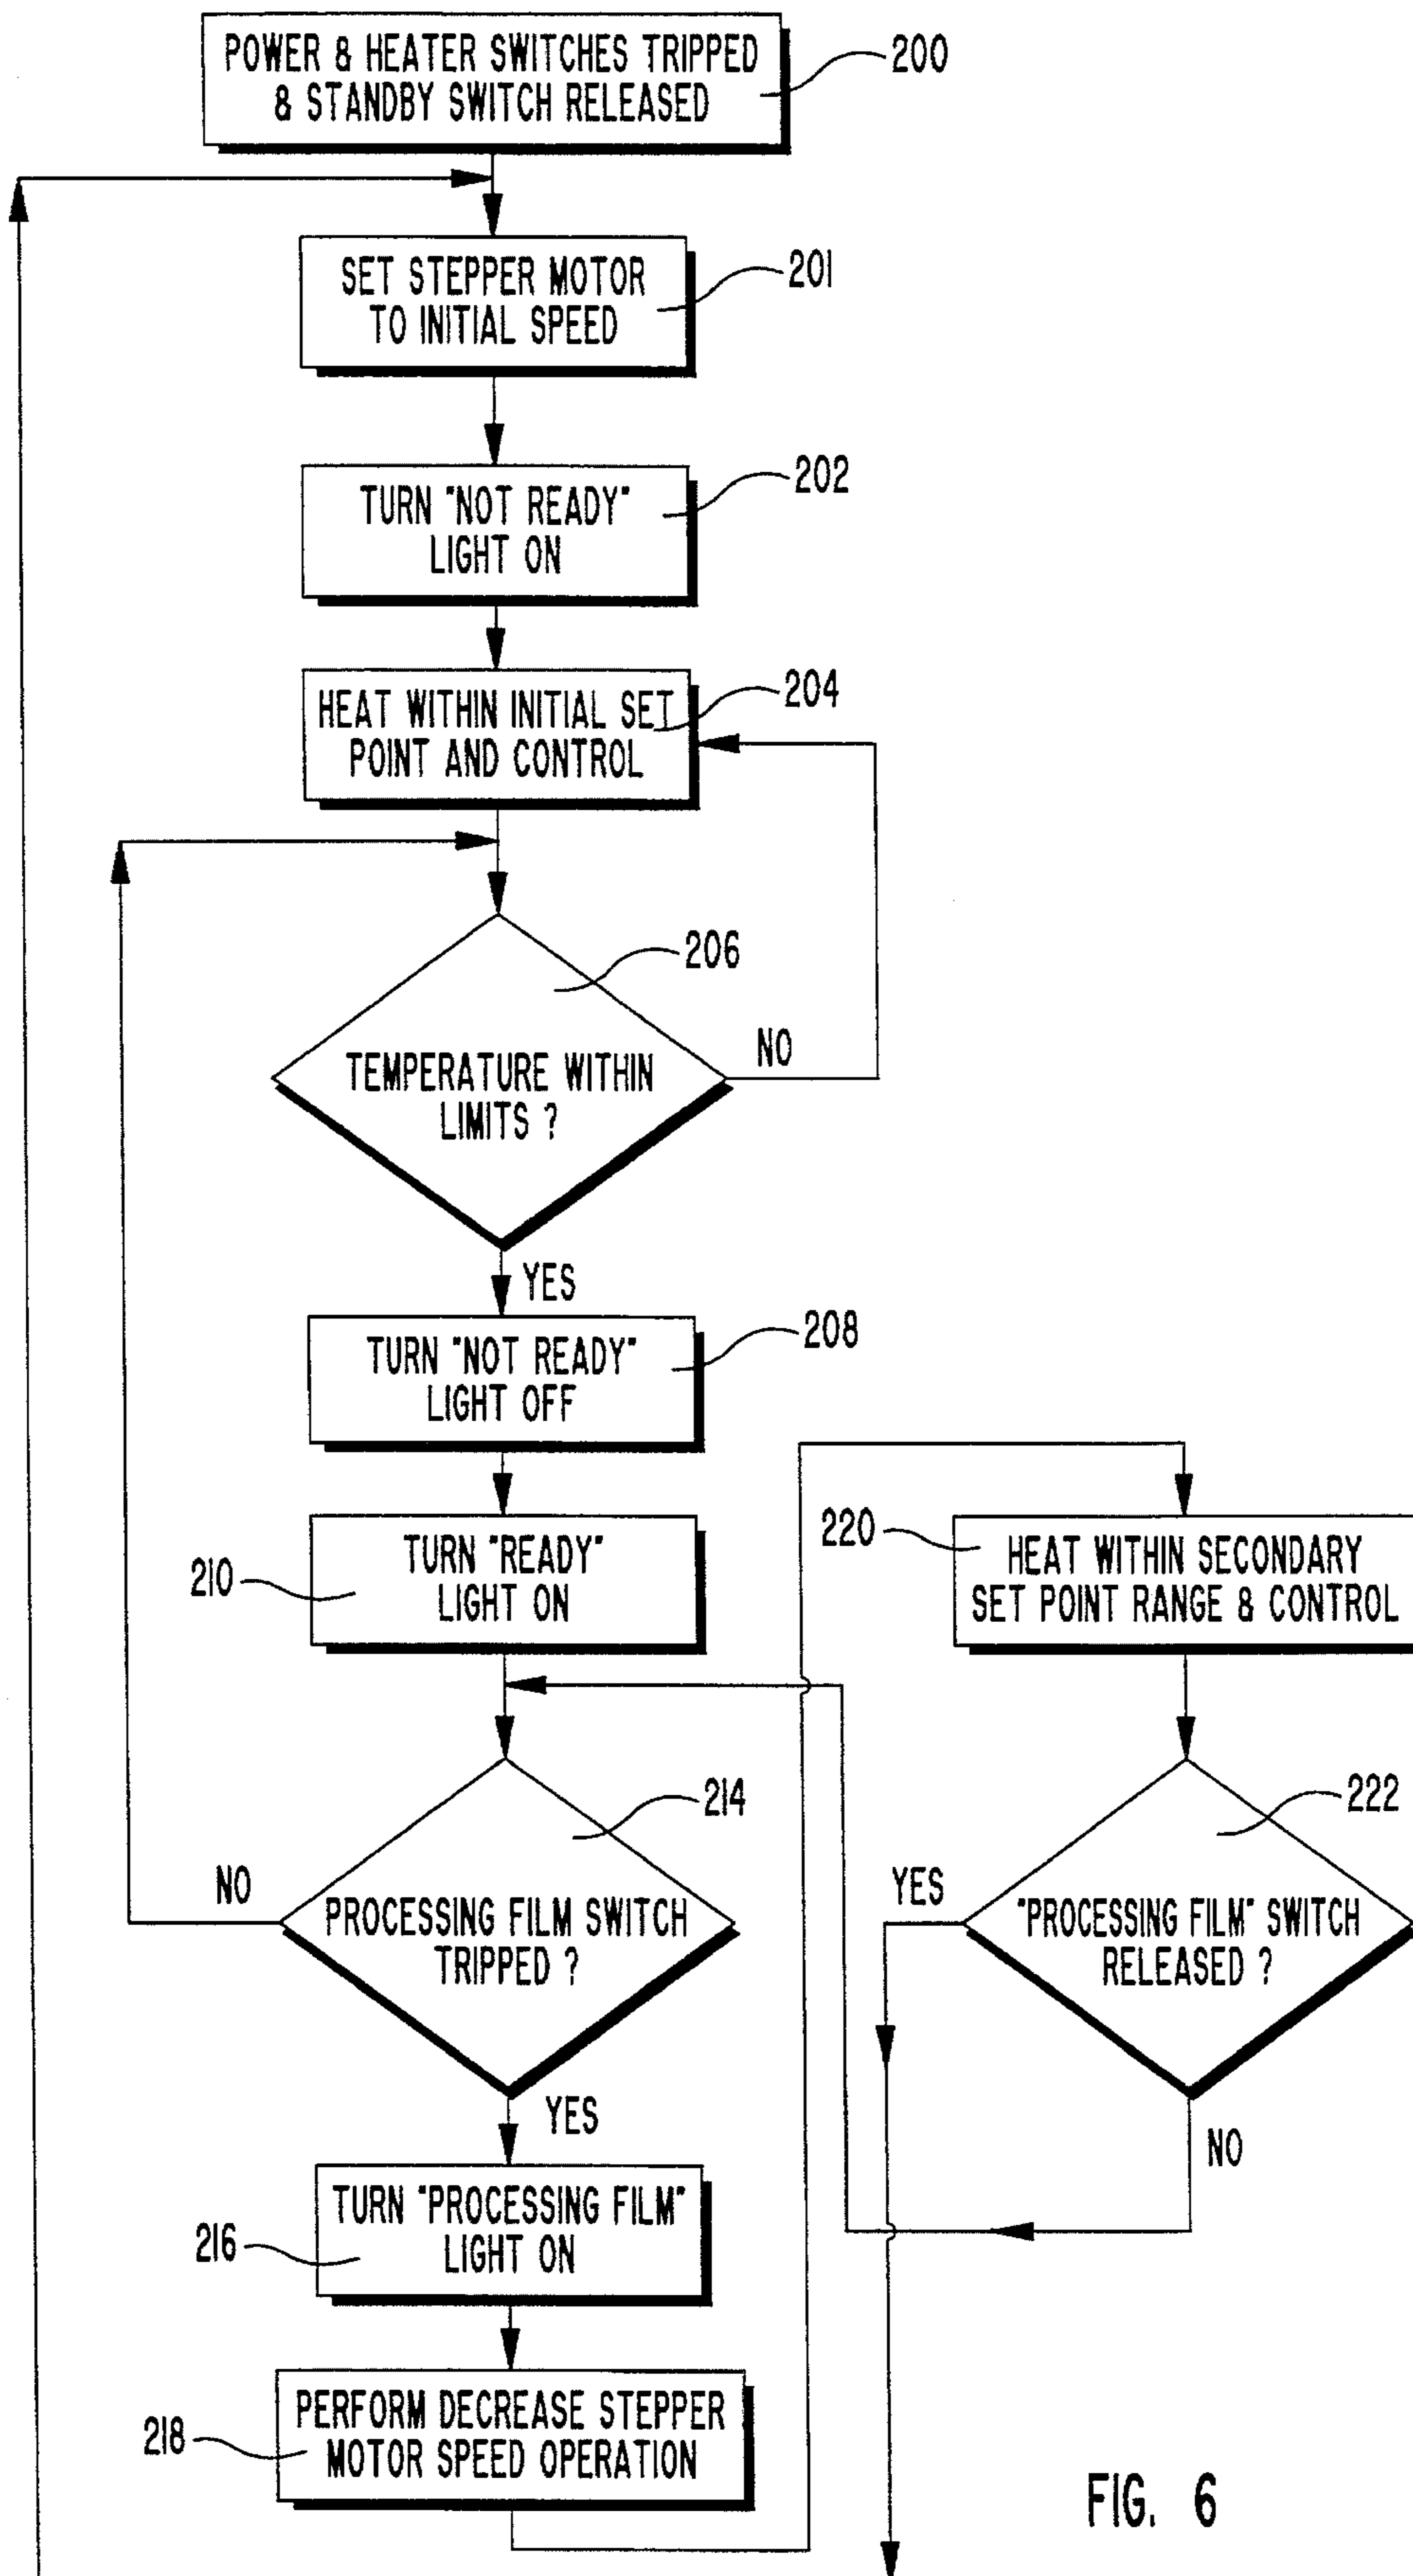 POWER & HEATER SWITCHES TRIPPED
& STANDBY SWITCH RELEASED
200
SET STEPPER MOTOR
TO INITIAL SPEED
201
TURN "NOT READY"
LIGHT ON
202
HEAT WITHIN INITIAL SET
POINT AND CONTROL
204
206
TEMPERATURE WITHIN
LIMITS ?
NO
YES
TURN "NOT READY"
LIGHT OFF
208
TURN "READY"
LIGHT ON
210
220
HEAT WITHIN SECONDARY
SET POINT RANGE & CONTROL
214
PROCESSING FILM SWITCH
TRIPPED ?
NO
YES
222
"PROCESSING FILM" SWITCH
RELEASED ?
YES
NO
TURN "PROCESSING FILM"
LIGHT ON
216
PERFORM DECREASE STEPPER
MOTOR SPEED OPERATION
218
FIG. 6